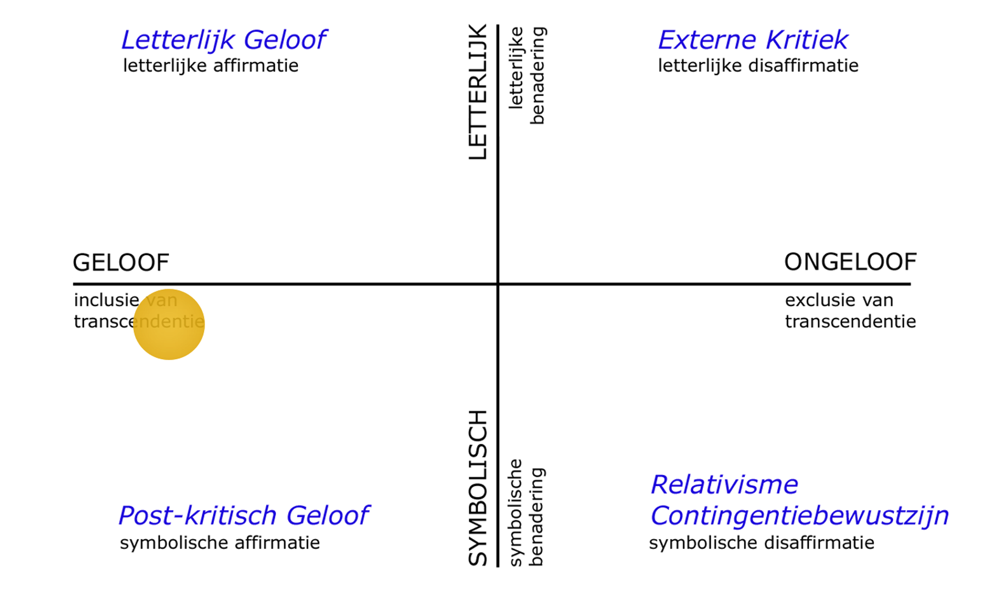 Letterlijk Geloof
letterlijke affirmatie
LETTERLIJK
letterlijke
benadering
Externe Kritiek
letterlijke disaffirmatie
GELOOF
inclusie van
transcendentie
ONGELOOF
exclusie van
transcendentie
Post-kritisch Geloof
symbolische affirmatie
SYMBOLISCH
symbolische
benadering
Relativisme
Contingentiebewustzijn
symbolische disaffirmatie